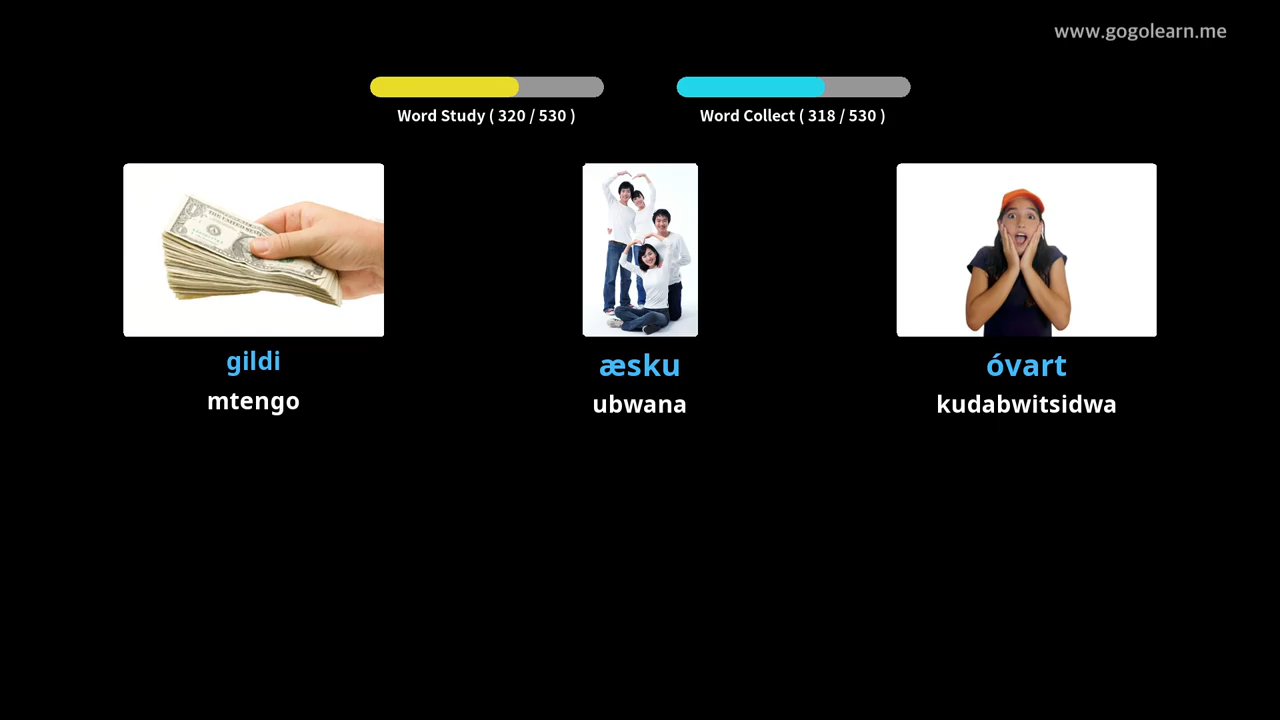 www.gogolearn.me
Word Study ( 320 / 530 )
Word Collect ( 318 / 530 )
gildi
mtengo
æsku
ubwana
óvart
kudabwitsidwa